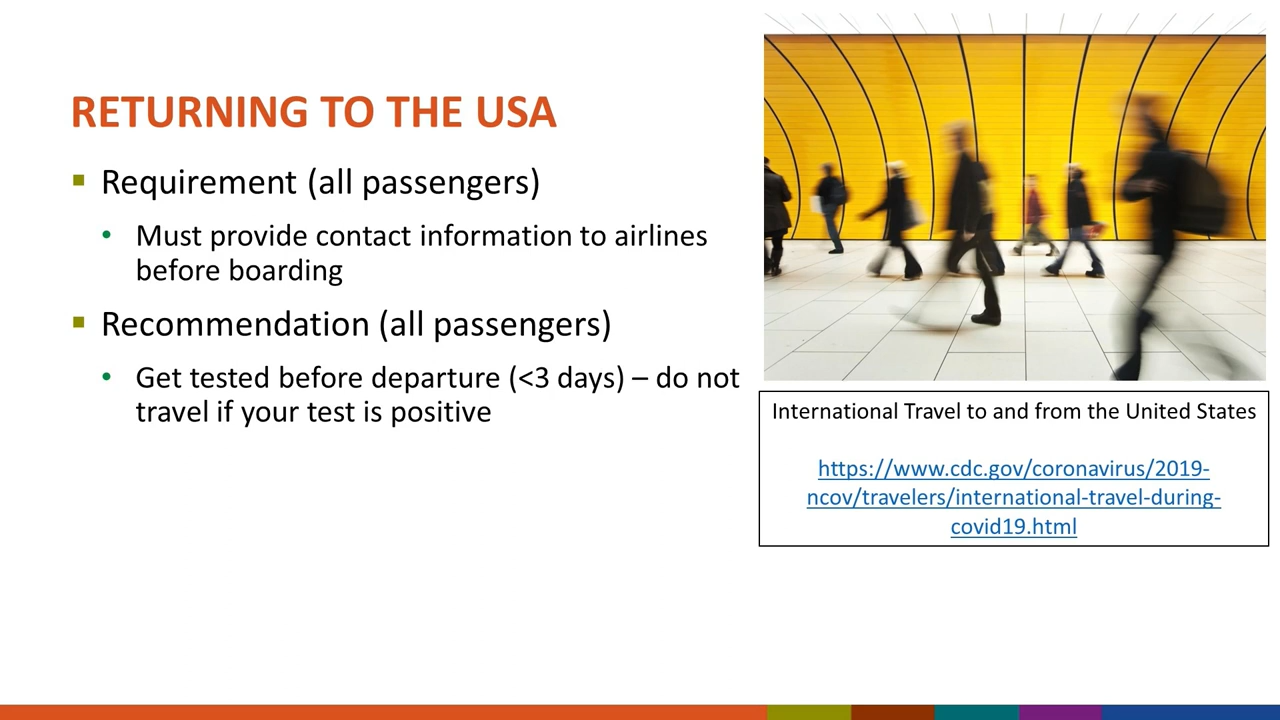 RETURNING TO THE USA
Requirement (all passengers)
Must provide contact information to airlines
before boarding
Recommendation (all passengers)
Get tested before departure (<3 days) – do not
travel if your test is positive
International Travel to and from the United States
https://www.cdc.gov/coronavirus/2019-
ncov/travelers/international-travel-during-
covid19.html